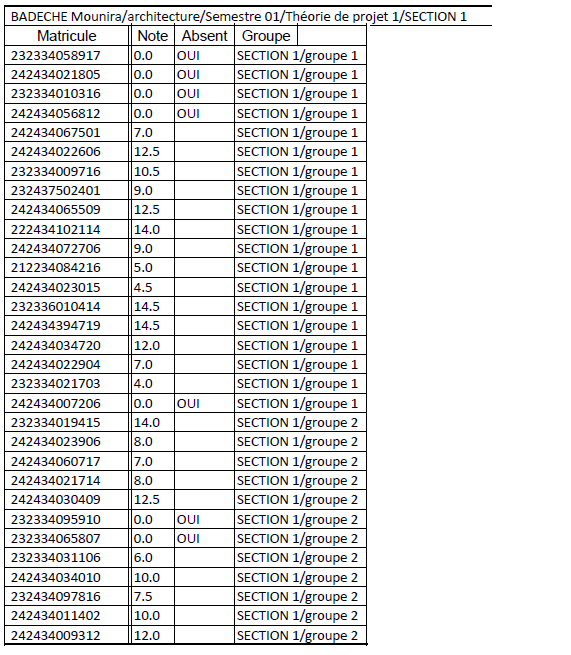 BADECHE Mounira/architecture/Semestre 01/Théorie de projet 1/SECTION 1
Matricule Note Absent Groupe
232334058917 0.0 OUI SECTION 1/groupe 1
242434021805 0.0 OUI SECTION 1/groupe 1
232334010316 0.0 OUI SECTION 1/groupe 1
242434056812 0.0 OUI SECTION 1/groupe 1
242434067501 7.0 SECTION 1/groupe 1
242434022606 12.5 SECTION 1/groupe 1
232334009716 10.5 SECTION 1/groupe 1
232437502401 9.0 SECTION 1/groupe 1
242434065509 12.5 SECTION 1/groupe 1
222434102114 14.0 SECTION 1/groupe 1
242434072706 9.0 SECTION 1/groupe 1
212234084216 5.0 SECTION 1/groupe 1
242434023015 4.5 SECTION 1/groupe 1
232336010414 14.5 SECTION 1/groupe 1
242434394719 14.5 SECTION 1/groupe 1
242434034720 12.0 SECTION 1/groupe 1
242434022904 7.0 SECTION 1/groupe 1
232334021703 4.0 SECTION 1/groupe 1
242434007206 0.0 OUI SECTION 1/groupe 1
232334019415 14.0 SECTION 1/groupe 2
242434023906 8.0 SECTION 1/groupe 2
242434060717 7.0 SECTION 1/groupe 2
242434021714 8.0 SECTION 1/groupe 2
242434030409 12.5 SECTION 1/groupe 2
232334095910 0.0 OUI SECTION 1/groupe 2
232334065807 0.0 OUI SECTION 1/groupe 2
232334031106 6.0 SECTION 1/groupe 2
242434034010 10.0 SECTION 1/groupe 2
232434097816 7.5 SECTION 1/groupe 2
242434011402 10.0 SECTION 1/groupe 2
242434009312 12.0 SECTION 1/groupe 2